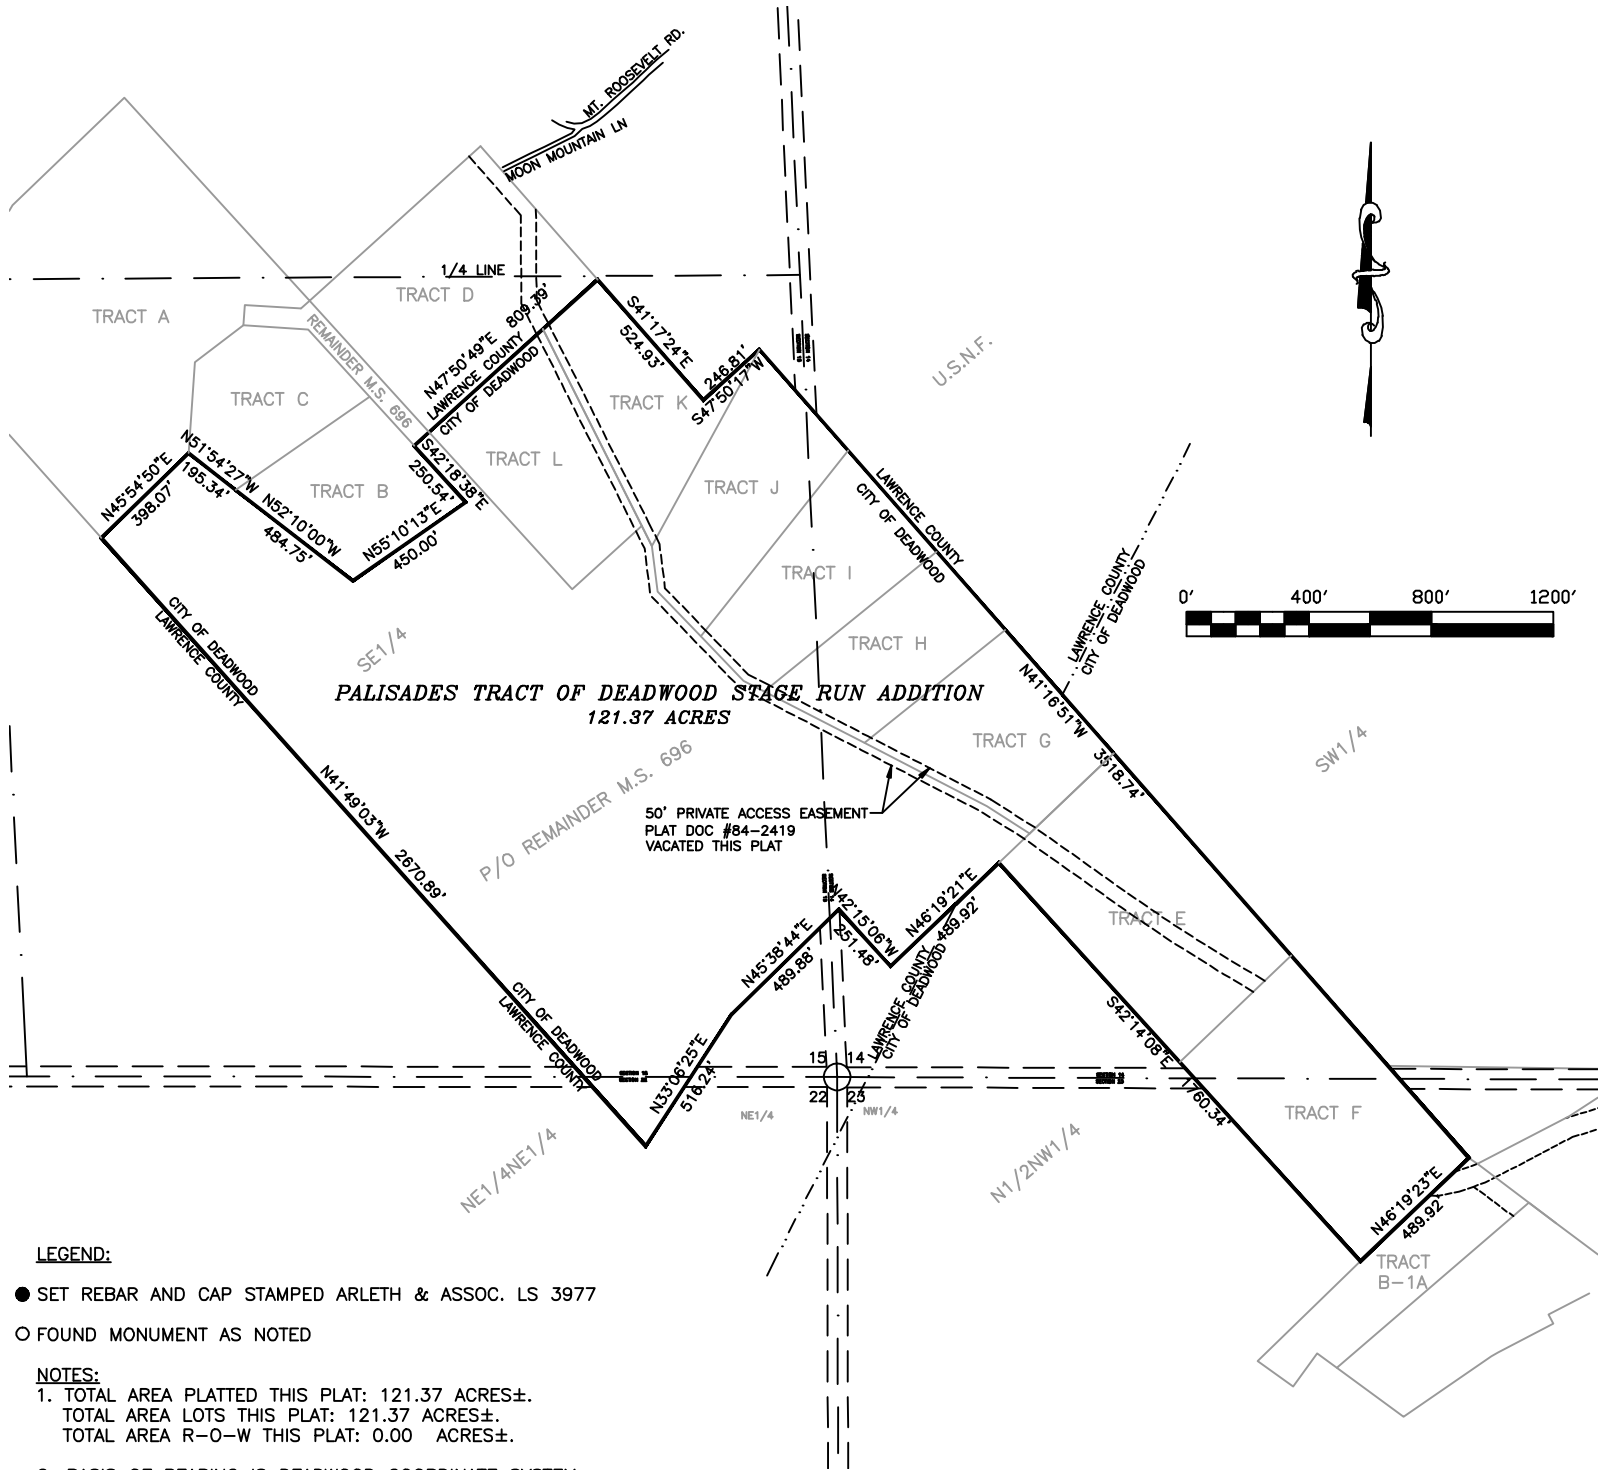 MT. ROOSEVELT RD.
MOON MOUNTAIN LN
1/4 LINE
TRACT D
TRACT A
REMAINDER M.S. 696
N47°50'49"E 809.39'
LAWRENCE COUNTY
CITY OF DEADWOOD
S41°17'24"E
524.93'
246.81'
S47°50'17"W
U.S.N.F.
TRACT C
TRACT K
N45°54'50"E
398.07'
N51°54'27"W
195.34'
N52°10'00"W
484.75'
TRACT B
S42°18'38"E
250.54'
N55°10'13"E
450.00'
TRACT L
TRACT J
LAWRENCE COUNTY
CITY OF DEADWOOD
TRACT I
LAWRENCE COUNTY
CITY OF DEADWOOD
0' 400' 800' 1200'
CITY OF DEADWOOD
LAWRENCE COUNTY
SE1/4
TRACT H
PALISADES TRACT OF DEADWOOD STAGE RUN ADDITION
121.37 ACRES
N41°16'51"W 3518.74'
TRACT G
SW1/4
N41°49'03"W 2670.89'
P/O REMAINDER M.S. 696
50' PRIVATE ACCESS EASEMENT
PLAT DOC #84-2419
VACATED THIS PLAT
N42°15'06"W
251.48'
N46°19'21"E
489.92'
TRACT E
N45°38'44"E
489.88'
LAWRENCE COUNTY
CITY OF DEADWOOD
CITY OF DEADWOOD
LAWRENCE COUNTY
S42°14'08"E
1760.34'
N33°06'25"E
516.24'
15 14
22 23
NE1/4
NW1/4
TRACT F
NE1/4NE1/4
N1/2NW1/4
N46°19'23"E
489.92'
TRACT
B-1A
LEGEND:
SET REBAR AND CAP STAMPED ARLETH & ASSOC. LS 3977
FOUND MONUMENT AS NOTED
NOTES:
1. TOTAL AREA PLATTED THIS PLAT: 121.37 ACRES±.
TOTAL AREA LOTS THIS PLAT: 121.37 ACRES±.
TOTAL AREA R-O-W THIS PLAT: 0.00 ACRES±.